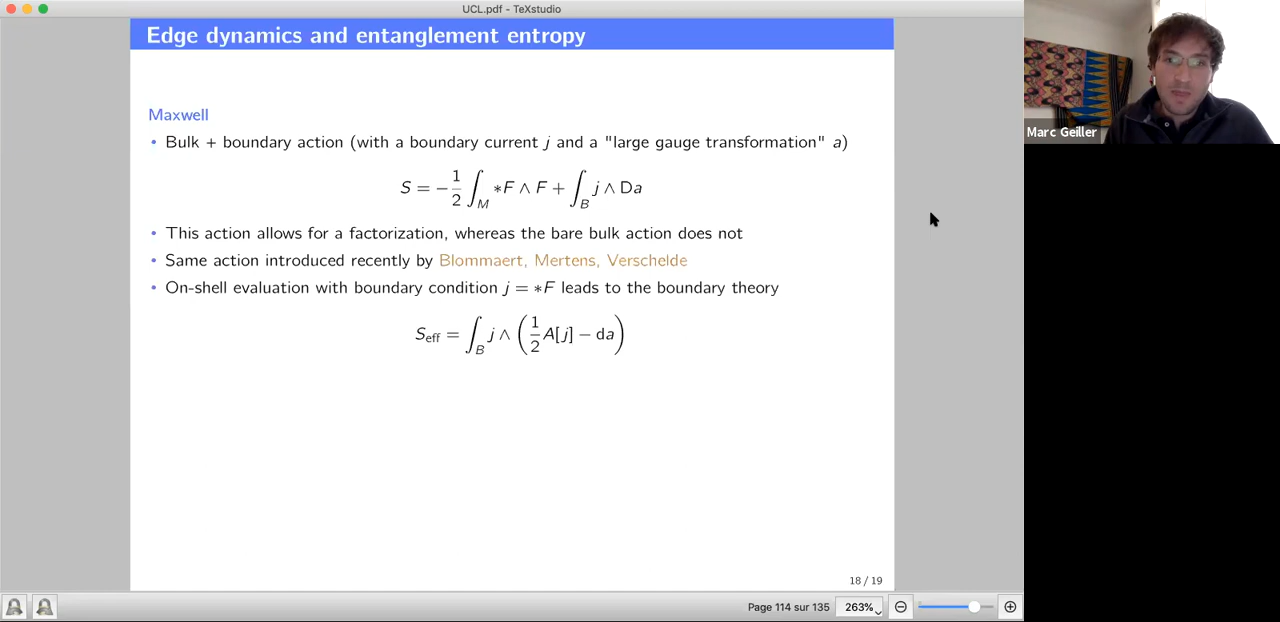 UCL.pdf - TeXstudio
Edge dynamics and entanglement entropy
Marc Geiller
Maxwell
• Bulk + boundary action (with a boundary current j and a "large gauge transformation" a)
S = −1/2 ∫_M *F ∧ F + ∫_B j ∧ Da
• This action allows for a factorization, whereas the bare bulk action does not
• Same action introduced recently by Blommaert, Mertens, Verschelde
• On-shell evaluation with boundary condition j = *F leads to the boundary theory
S_eff = ∫_B j ∧ (1/2 A[j] − da)
18 / 19
Page 114 sur 135 263%